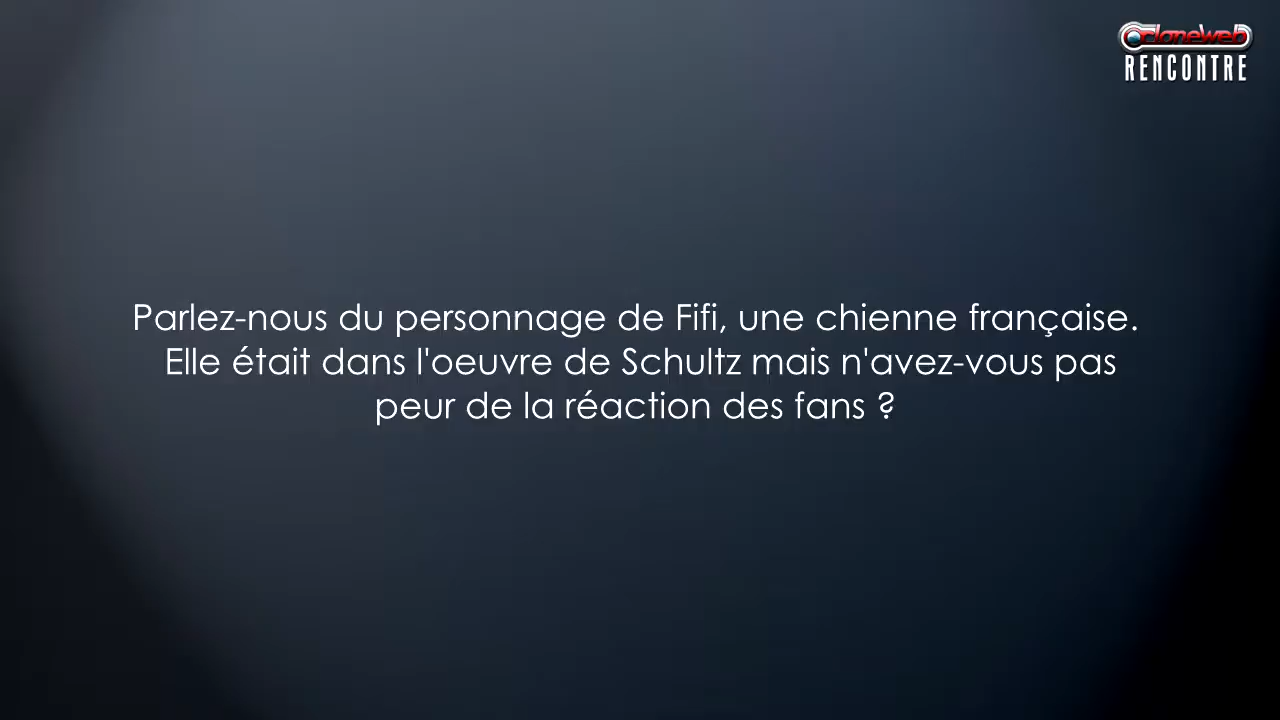 Oclaneweb
RENCONTRE
Parlez-nous du personnage de Fifi, une chienne française.
Elle était dans l'oeuvre de Schultz mais n'avez-vous pas
peur de la réaction des fans ?